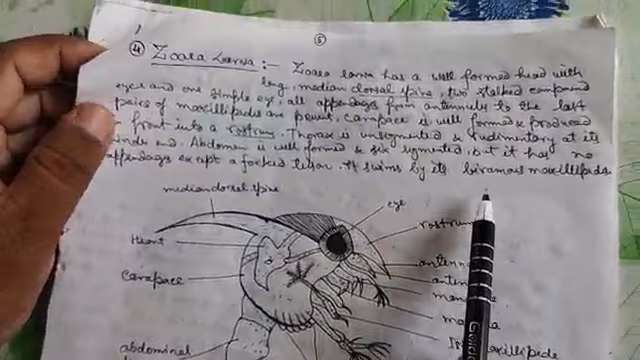 5
4 Zoaea Larva :- Zoaea larva has a well formed head with
long, median dorsal spine, two stalked compound
eyes and one simple eye, all appendages from antennules to the last
pairs of maxillipedes are present, carapace is well formed & produced
in front into a rostrum. Thorax is unsegmented & rudimentary at its
hinder end. Abdomen is well formed & six segmented, but it has no
appendages except a forked telson. It swims by its biramous maxillipeds.
median dorsal spine
eye
rostrum
Heart
Carapace
abdominal